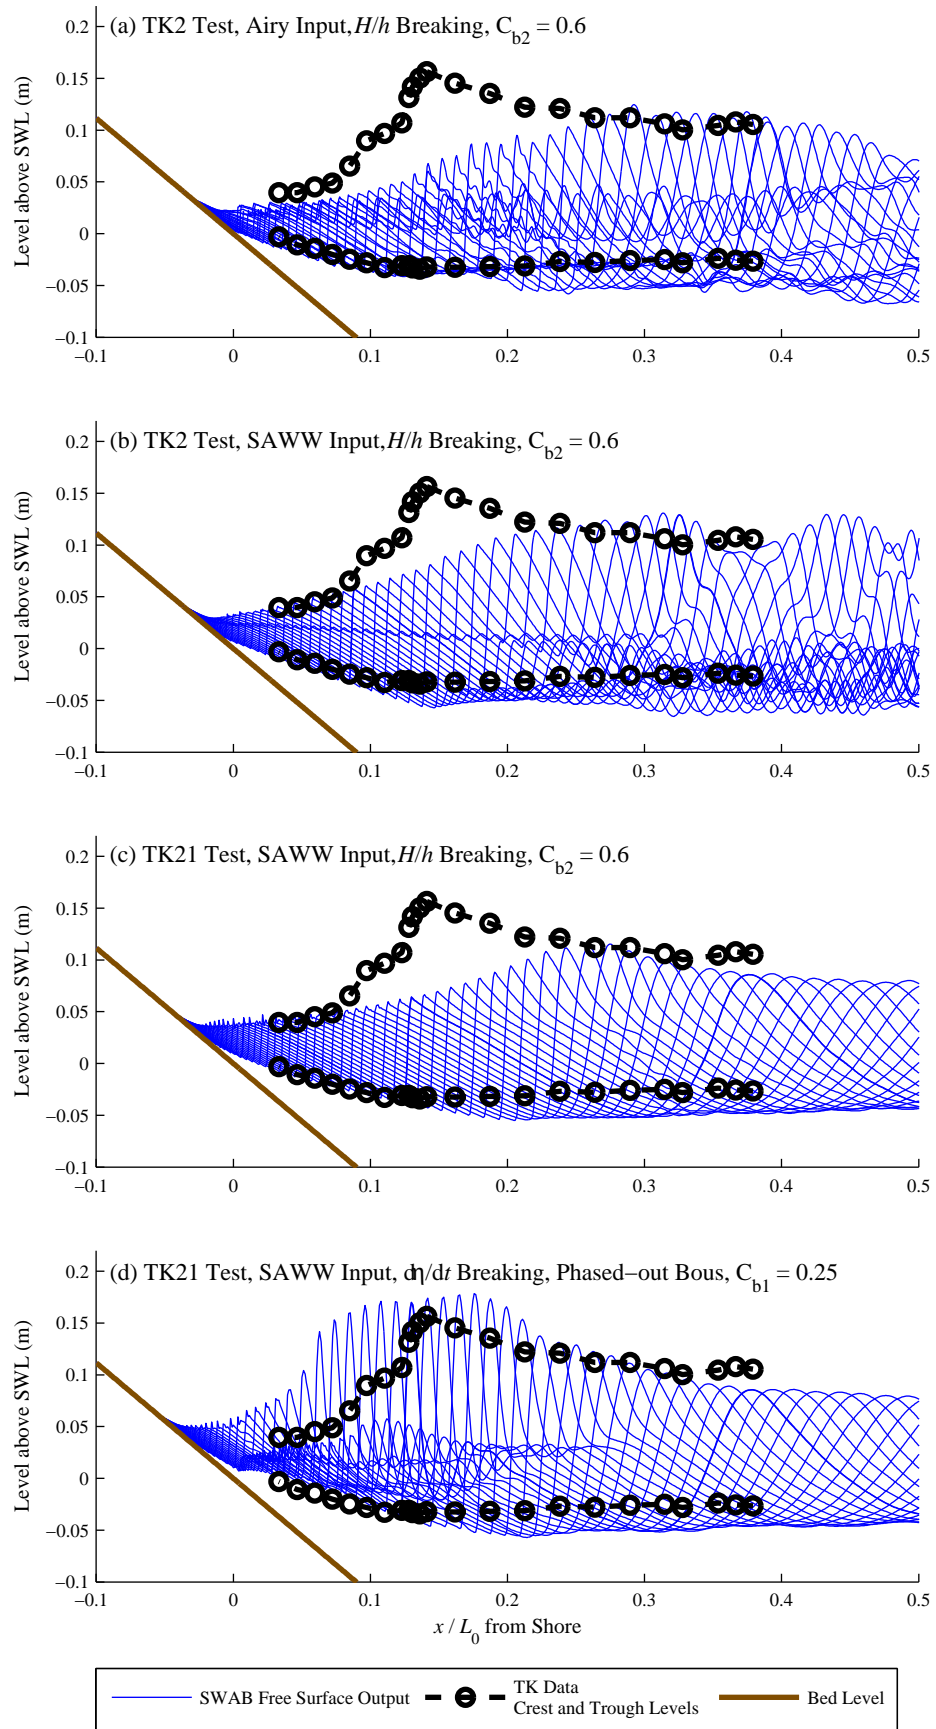 (a) TK2 Test, Airy Input,H/h Breaking, C_b2 = 0.6
0.2
0.15
0.1
0.05
0
−0.05
−0.1
Level above SWL (m)
−0.1 0 0.1 0.2 0.3 0.4 0.5
(b) TK2 Test, SAWW Input,H/h Breaking, C_b2 = 0.6
0.2
0.15
0.1
0.05
0
−0.05
−0.1
Level above SWL (m)
−0.1 0 0.1 0.2 0.3 0.4 0.5
(c) TK21 Test, SAWW Input,H/h Breaking, C_b2 = 0.6
0.2
0.15
0.1
0.05
0
−0.05
−0.1
Level above SWL (m)
−0.1 0 0.1 0.2 0.3 0.4 0.5
(d) TK21 Test, SAWW Input, dη/dt Breaking, Phased−out Bous, C_b1 = 0.25
0.2
0.15
0.1
0.05
0
−0.05
−0.1
Level above SWL (m)
−0.1 0 0.1 0.2 0.3 0.4 0.5
x / L_0 from Shore
SWAB Free Surface Output
TK Data
Crest and Trough Levels
Bed Level